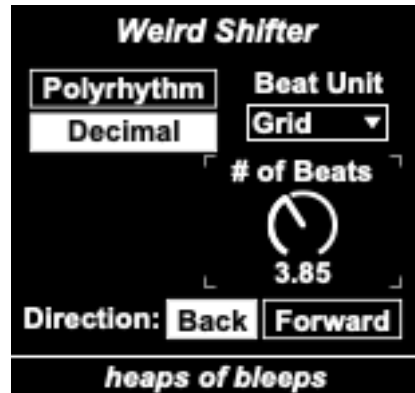 Weird Shifter
Polyrhythm
Decimal
Beat Unit
Grid
# of Beats
3.85
Direction: Back Forward
heaps of bleeps